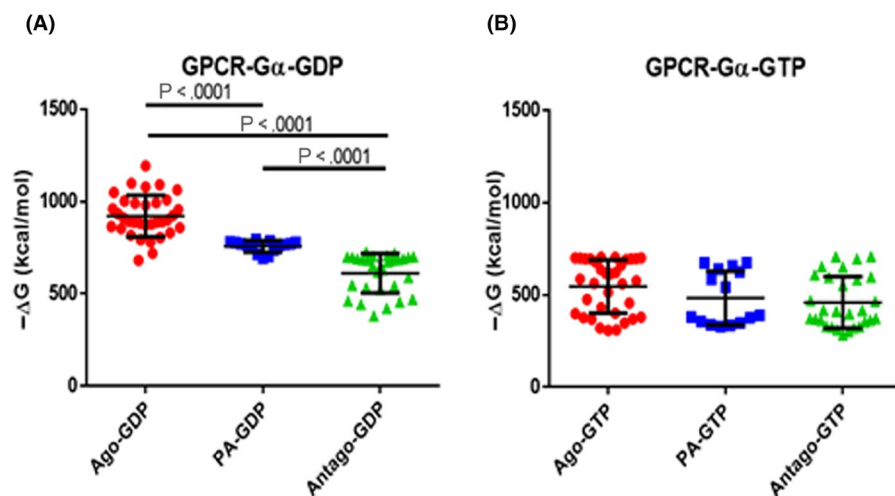 (A)
GPCR-Gα-GDP
P < .0001
P < .0001
P < .0001
1500
1000
500
0
−ΔG (kcal/mol)
Ago-GDP
PA-GDP
Antago-GDP
(B)
GPCR-Gα-GTP
1500
1000
500
0
−ΔG (kcal/mol)
Ago-GTP
PA-GTP
Antago-GTP